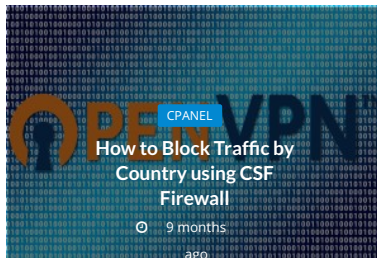 CPANEL
OPENVPN
How to Block Traffic by
Country using CSF
Firewall
9 months
ago